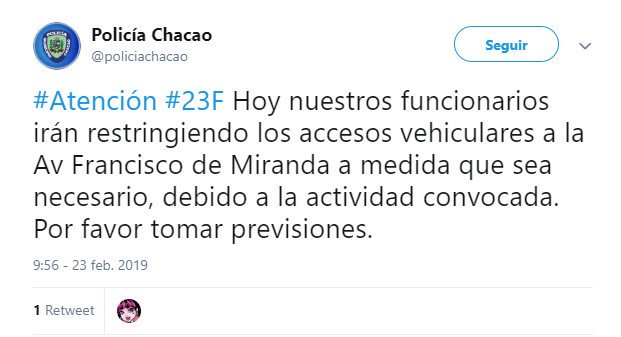 Policía Chacao
@policiachacao
Seguir
#Atención #23F Hoy nuestros funcionarios
irán restringiendo los accesos vehiculares a la
Av Francisco de Miranda a medida que sea
necesario, debido a la actividad convocada.
Por favor tomar previsiones.
9:56 - 23 feb. 2019
1 Retweet